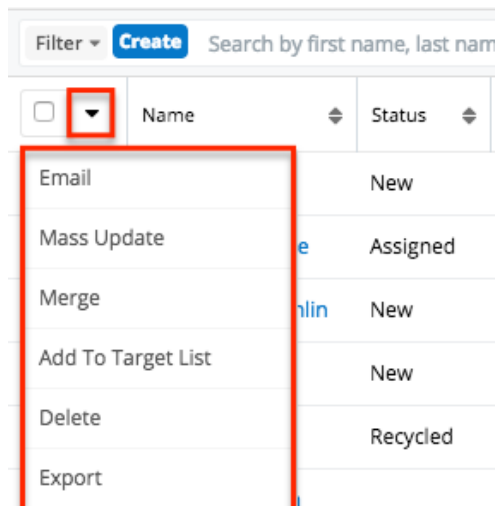 Filter Create Search by first name, last nam
Name Status
Email New
Mass Update e Assigned
Merge nlin New
Add To Target List
New
Delete
Recycled
Export